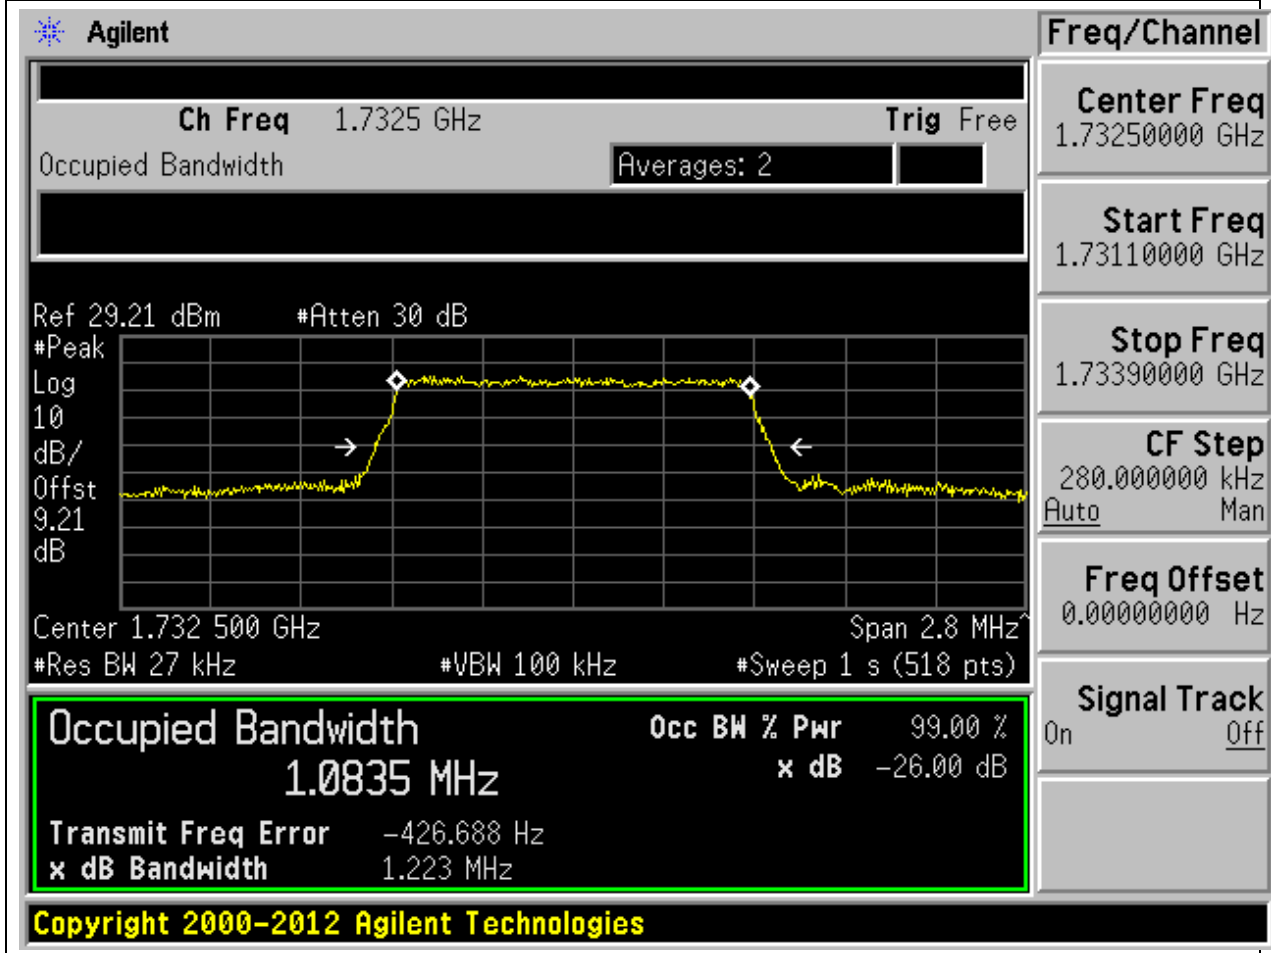 Agilent
Freq/Channel
Ch Freq 1.7325 GHz Trig Free
Occupied Bandwidth Averages: 2
Center Freq
1.73250000 GHz
Start Freq
1.73110000 GHz
Stop Freq
1.73390000 GHz
CF Step
280.000000 kHz
Auto Man
Freq Offset
0.00000000 Hz
Signal Track
On Off
Ref 29.21 dBm #Atten 30 dB
#Peak
Log
10
dB/
Offst
9.21
dB
Center 1.732 500 GHz Span 2.8 MHz^
#Res BW 27 kHz #VBW 100 kHz #Sweep 1 s (518 pts)
Occupied Bandwidth Occ BW % Pwr 99.00 %
1.0835 MHz x dB -26.00 dB
Transmit Freq Error -426.688 Hz
x dB Bandwidth 1.223 MHz
Copyright 2000-2012 Agilent Technologies